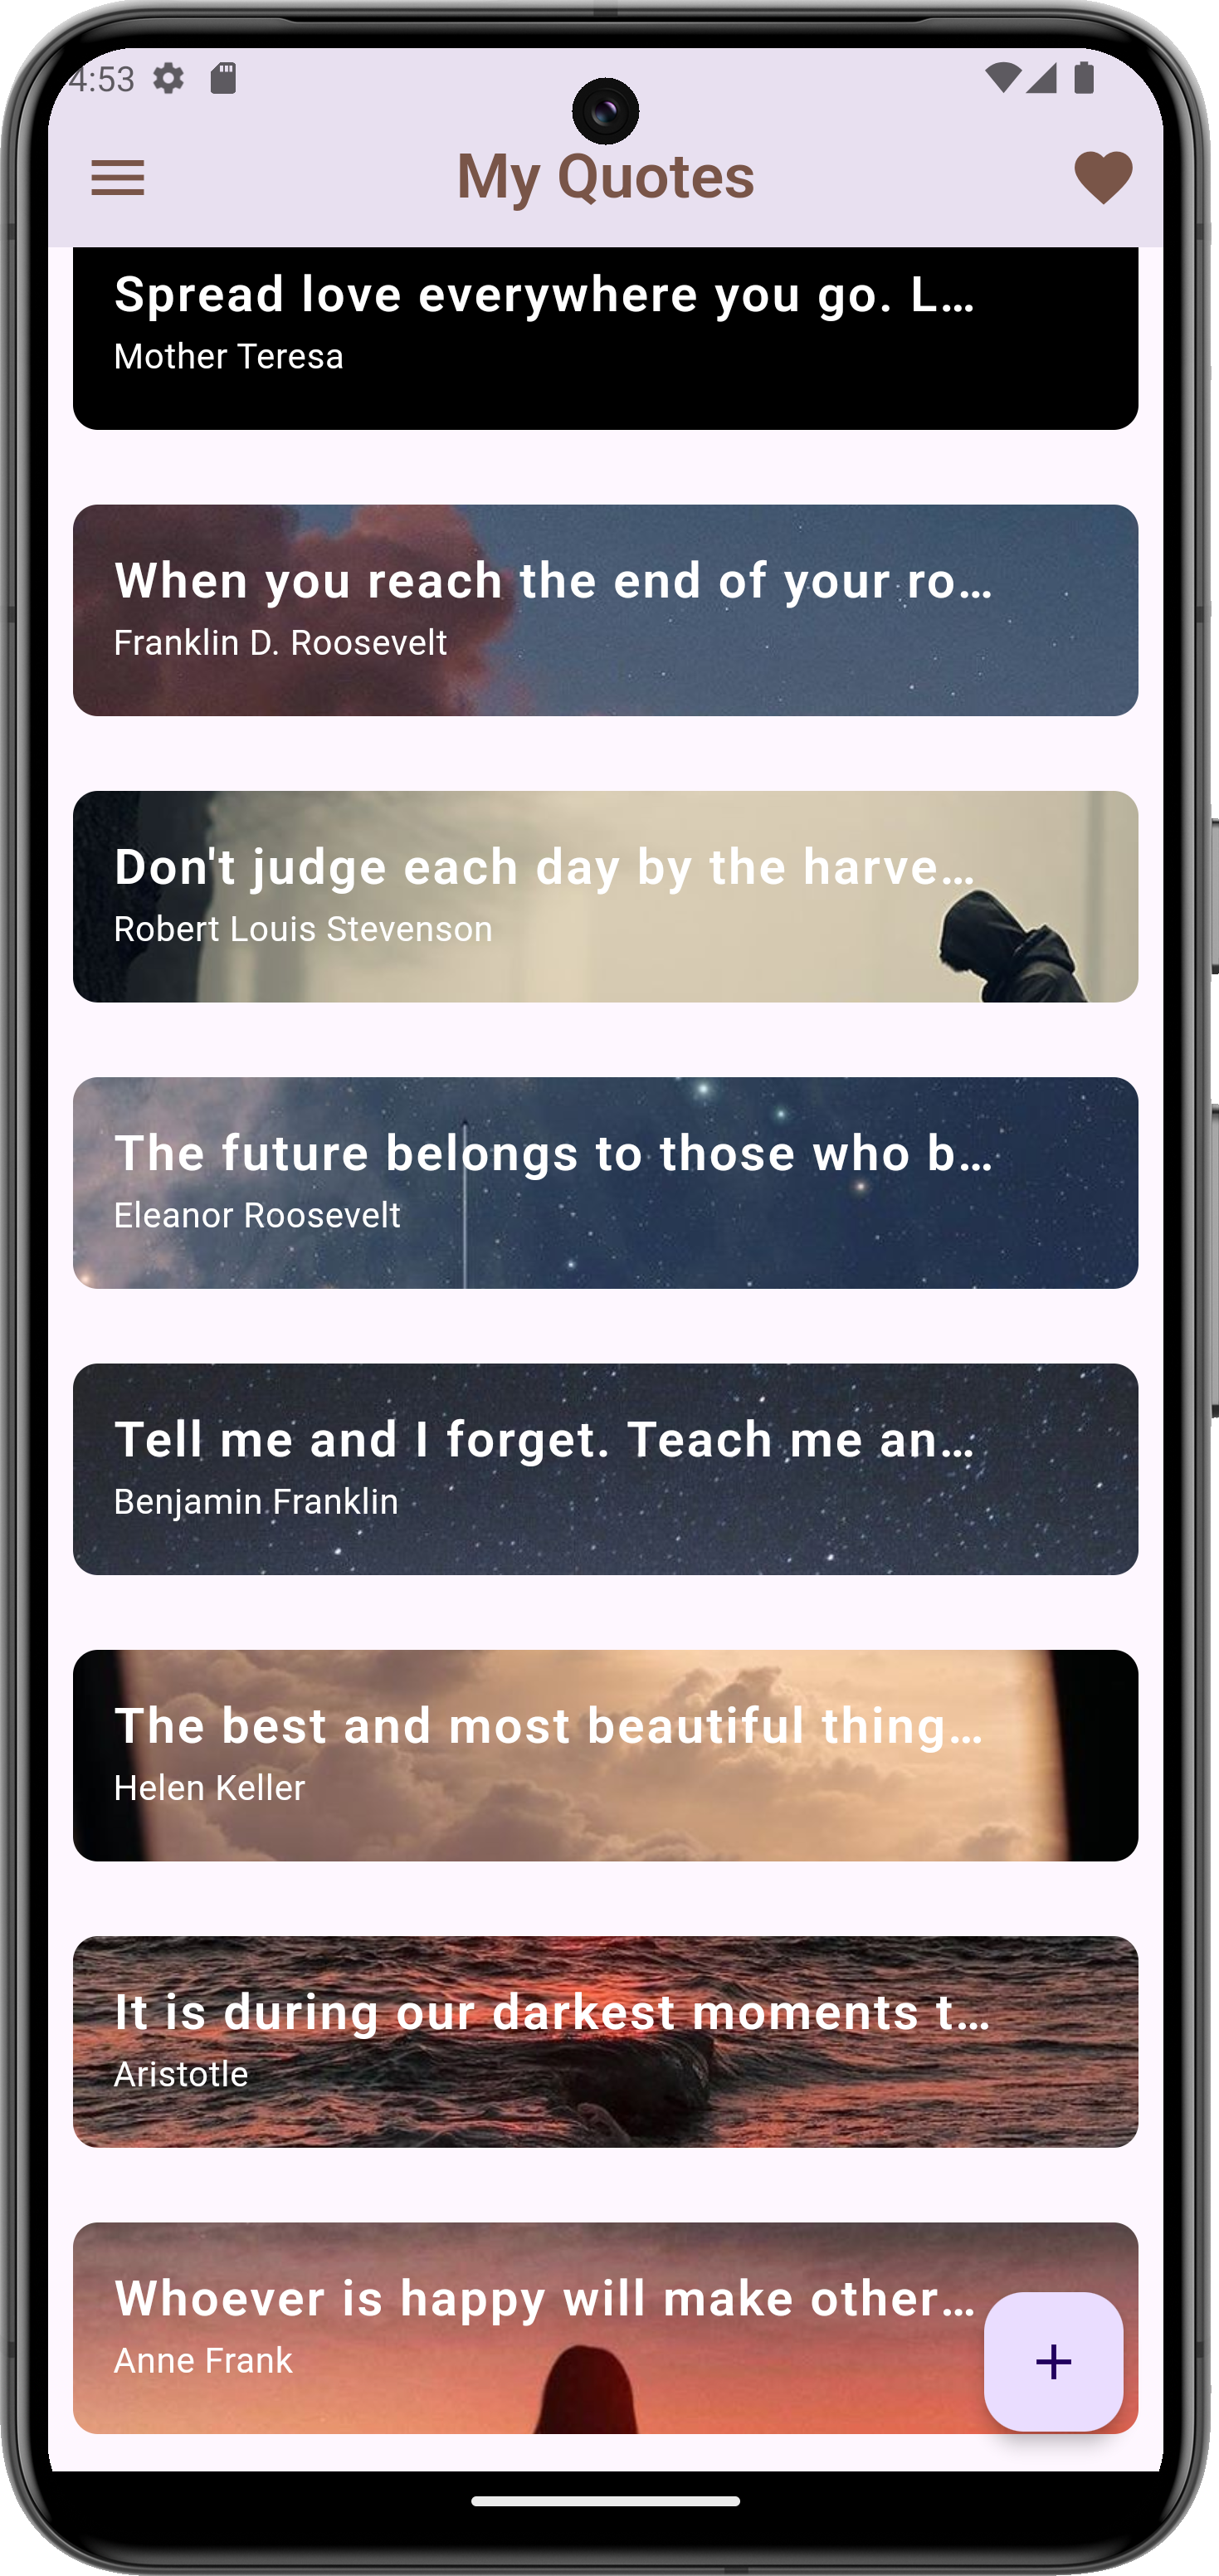 4:53
My Quotes
Spread love everywhere you go. L...
Mother Teresa
When you reach the end of your ro...
Franklin D. Roosevelt
Don't judge each day by the harve...
Robert Louis Stevenson
The future belongs to those who b...
Eleanor Roosevelt
Tell me and I forget. Teach me an...
Benjamin Franklin
The best and most beautiful thing...
Helen Keller
It is during our darkest moments t...
Aristotle
Whoever is happy will make other...
Anne Frank
+